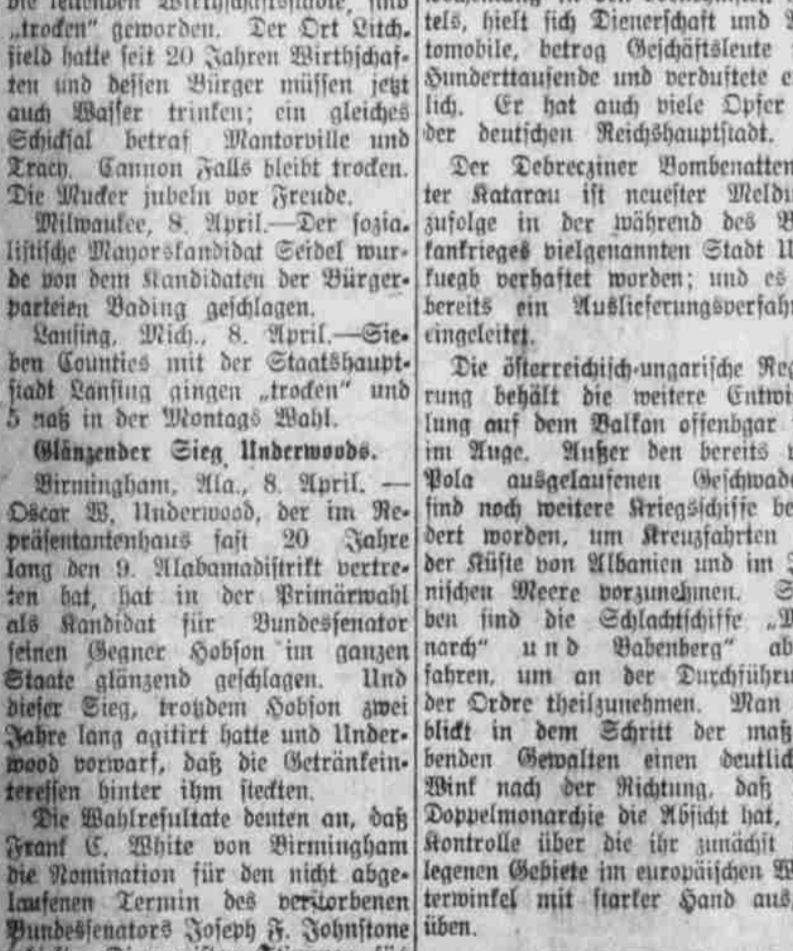 „trocken" geworden. Der Ort Litch-
field hatte seit 20 Jahren Wirthschaf-
ten und dessen Bürger müssen jetzt
auch Wasser trinken; ein gleiches
Schicksal betraf Mantorville und
Tracy. Cannon Falls bleibt trocken.
Die Mucker jubeln vor Freude.
Milwaukee, 8. April.—Der sozia-
listische Mayorskandidat Seidel wur-
de von dem Kandidaten der Bürger-
parteien Bading geschlagen.
Lansing, Mich., 8. April.—Sie-
ben Counties mit der Staatshaupt-
stadt Lansing gingen „trocken" und
5 naß in der Montags Wahl.
Glänzender Sieg Underwoods.
Birmingham, Ala., 8. April. —
Oscar W. Underwood, der im Re-
präsentantenhaus fast 20 Jahre
lang den 9. Alabamadistrikt vertre-
ten hat, hat in der Primärwahl
als Kandidat für Bundessenator
seinen Gegner Hobson im ganzen
Staate glänzend geschlagen. Und
dieser Sieg, trotzdem Hobson zwei
Jahre lang agitirt hatte und Under-
wood vorwarf, daß die Getränkein-
teressen hinter ihm steckten.
Die Wahlresultate deuten an, daß
Frank C. White von Birmingham
die Nomination für den nicht abge-
laufenen Termin des verstorbenen
Bundessenators Joseph F. Johnstone
tels, hielt sich Dienerschaft und
tomobile, betrog Geschäftsleute
Hunderttausende und verduftete e
lich. Er hat auch viele Opfer
der deutschen Reichshauptstadt.
Der Debrecziner Bombenatten
ter Katarau ist neuester Meldu
zufolge in der während des B
kankrieges vielgenannten Stadt
kuegh verhaftet worden; und es
bereits ein Auslieferungsverfahr
eingeleitet.
Die österreichisch-ungarische Reg
rung behält die weitere Entwi
lung auf dem Balkan offenbgar
im Auge. Außer den bereits
Pola ausgelaufenen Geschwade
sind noch weitere Kriegsschiffe be
dert worden, um Kreuzfahrten
der Küste von Albanien und im
nischen Meere vorzunehmen. S
ben sind die Schlachtschiffe „M
narch" und Babenberg" ab
fahren, um an der Durchführu
der Ordre theilzunehmen. Man
blickt in dem Schritt der maß
benden Gewalten einen deutlich
Wink nach der Richtung, daß
Doppelmonarchie die Absicht hat,
Kontrolle über die ihr zunächst
legenen Gebiete im europäischen W
terwinkel mit starker Hand aus
üben.